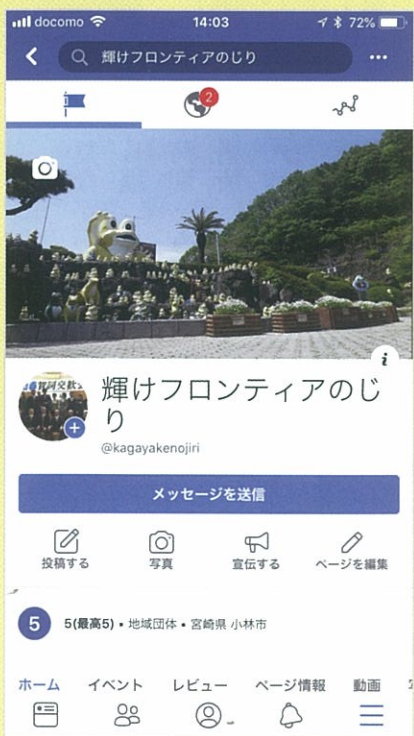 docomo 14:03 72%
輝けフロンティアのじり
2
輝けフロンティアのじ
り
@kagayakenojiri
メッセージを送信
投稿する 写真 宣伝する ページを編集
5 5(最高5)・地域団体・宮崎県 小林市
ホーム イベント レビュー ページ情報 動画